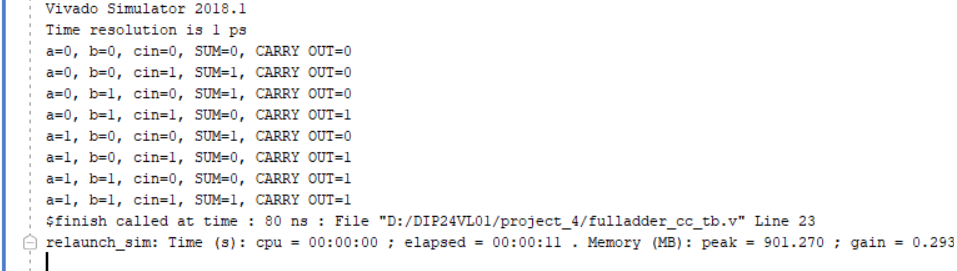 Vivado Simulator 2018.1
Time resolution is 1 ps
a=0, b=0, cin=0, SUM=0, CARRY OUT=0
a=0, b=0, cin=1, SUM=1, CARRY OUT=0
a=0, b=1, cin=0, SUM=1, CARRY OUT=0
a=0, b=1, cin=1, SUM=0, CARRY OUT=1
a=1, b=0, cin=0, SUM=1, CARRY OUT=0
a=1, b=0, cin=1, SUM=0, CARRY OUT=1
a=1, b=1, cin=0, SUM=0, CARRY OUT=1
a=1, b=1, cin=1, SUM=1, CARRY OUT=1
$finish called at time : 80 ns : File "D:/DIP24VL01/project_4/fulladder_cc_tb.v" Line 23
relaunch_sim: Time (s): cpu = 00:00:00 ; elapsed = 00:00:11 . Memory (MB): peak = 901.270 ; gain = 0.293